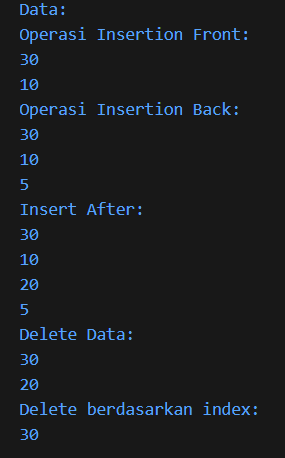 Data:
Operasi Insertion Front:
30
10
Operasi Insertion Back:
30
10
5
Insert After:
30
10
20
5
Delete Data:
30
20
Delete berdasarkan index:
30